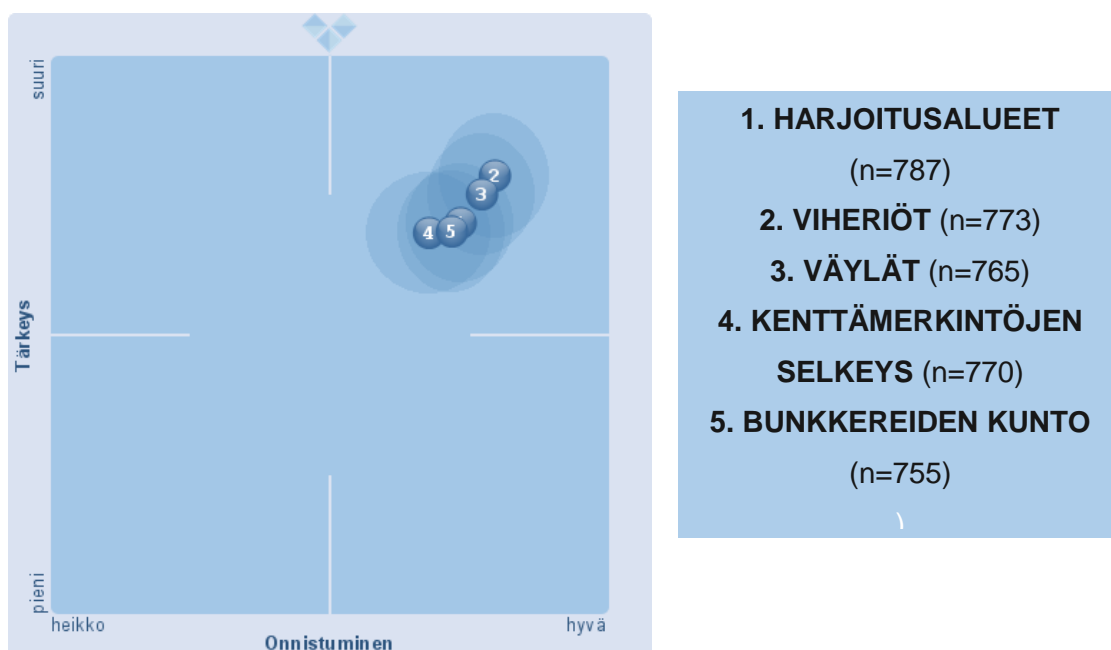 suuri
2
3
4
5
Tärkeys
pieni
heikko
hyvä
Onnistuminen
1. HARJOITUSALUEET
(n=787)
2. VIHERIÖT (n=773)
3. VÄYLÄT (n=765)
4. KENTTÄMERKINTÖJEN
SELKEYS (n=770)
5. BUNKKEREIDEN KUNTO
(n=755)
)